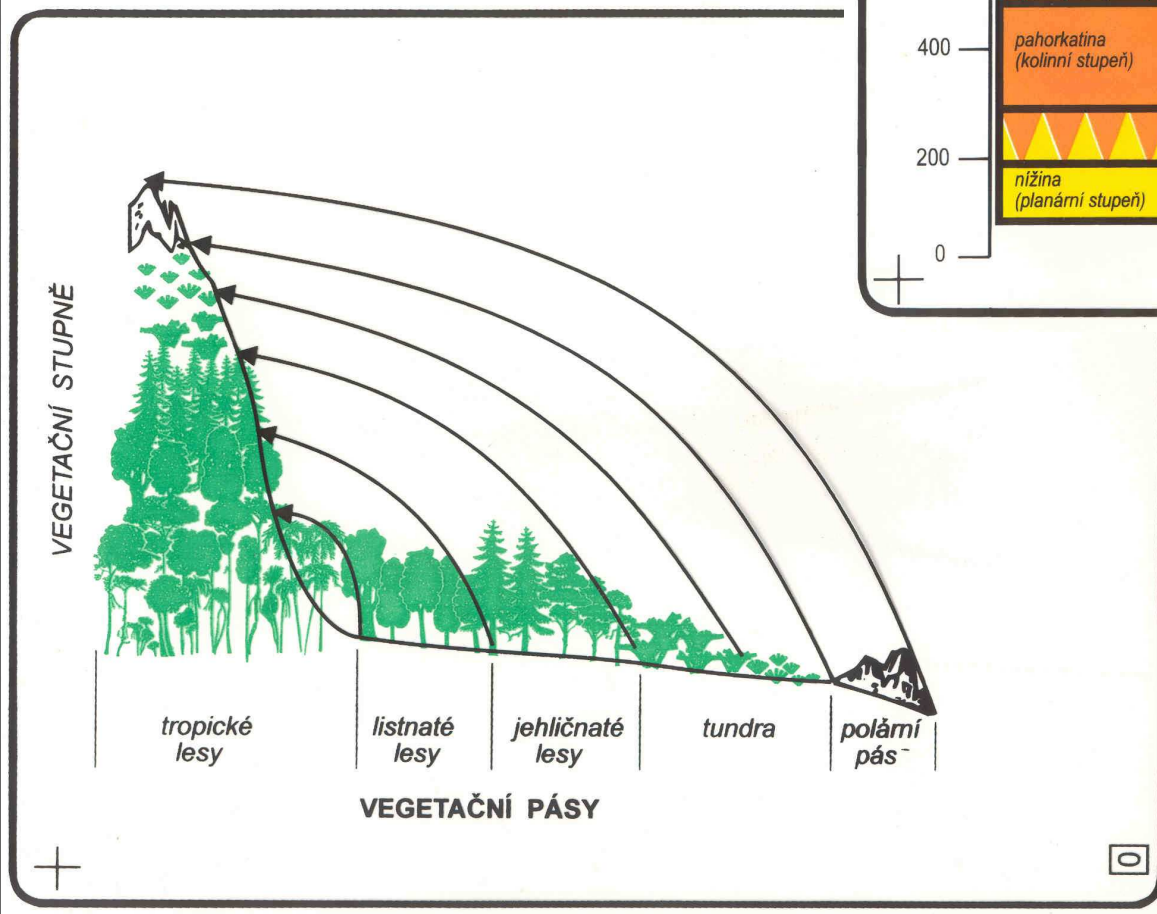 400
pahorkatina
(kolinní stupeň)
200
nížina
(planární stupeň)
0
VEGETAČNÍ STUPNĚ
tropické
lesy
listnaté
lesy
jehličnaté
lesy
tundra
polární
pás
VEGETAČNÍ PÁSY
0